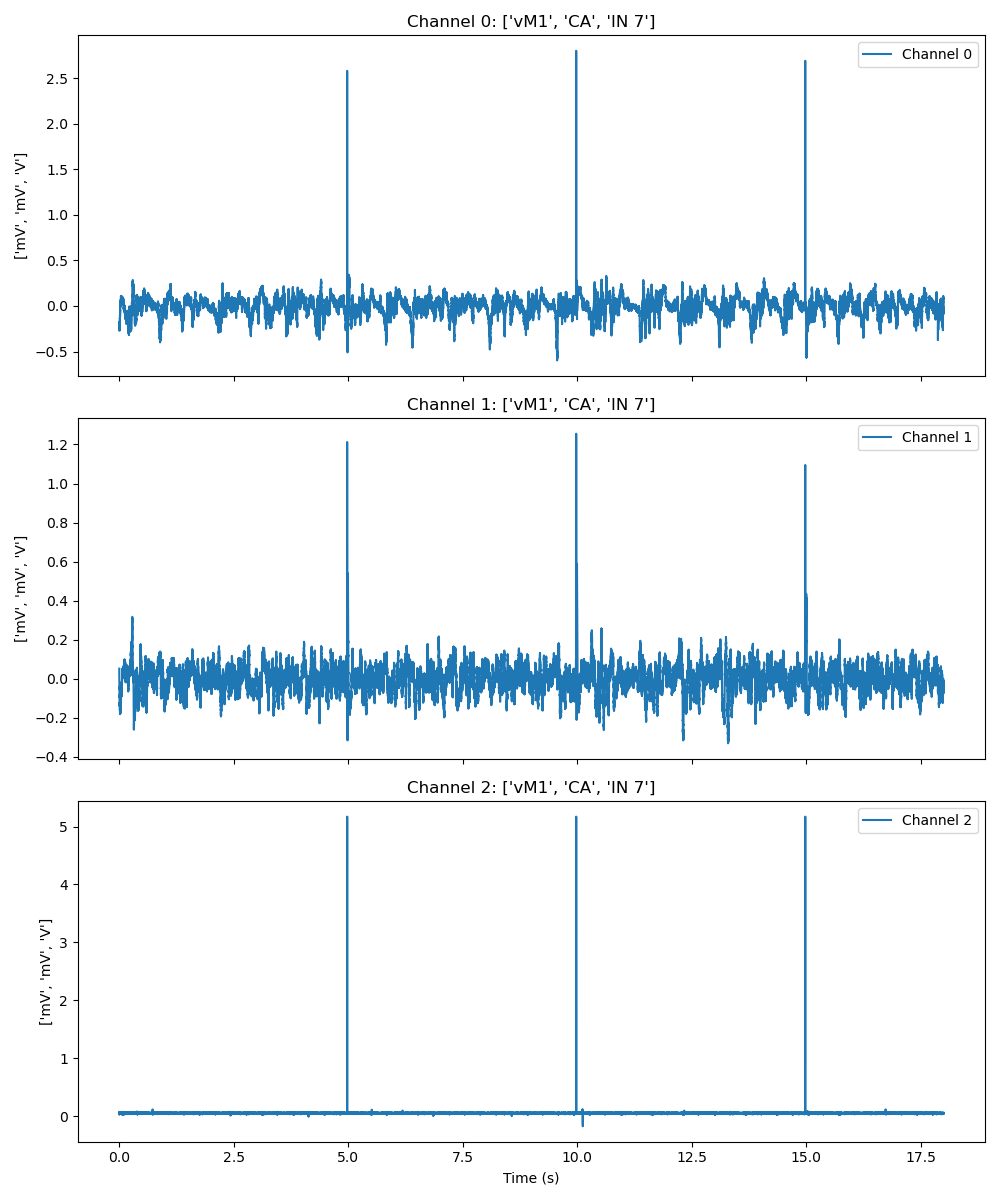 Channel 0: ['vM1', 'CA', 'IN 7']
Channel 0
2.5
2.0
1.5
1.0
0.5
0.0
−0.5
['mV', 'mV', 'V']
Channel 1: ['vM1', 'CA', 'IN 7']
Channel 1
1.2
1.0
0.8
0.6
0.4
0.2
0.0
−0.2
−0.4
['mV', 'mV', 'V']
Channel 2: ['vM1', 'CA', 'IN 7']
Channel 2
5
4
3
2
1
0
['mV', 'mV', 'V']
0.0 2.5 5.0 7.5 10.0 12.5 15.0 17.5
Time (s)